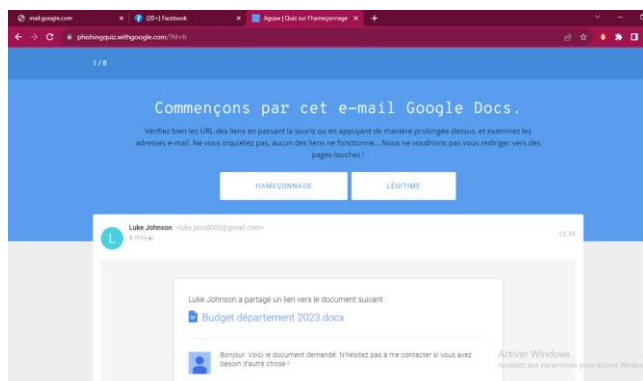 mail.google.com
(20+) Facebook
Jigsaw | Quiz sur l'hameçonnage
phishingquiz.withgoogle.com/?hl=fr
1 / 8
Commençons par cet e-mail Google Docs.
Vérifiez bien les URL des liens en passant la souris ou en appuyant de manière prolongée dessus, et examinez les
adresses e-mail. Ne vous inquiétez pas, aucun des liens ne fonctionne... Nous ne voudrions pas vous rediriger vers des
pages louches !
HAMEÇONNAGE
LÉGITIME
L
Luke Johnson <luke.json8000@gmail.com>
13:39
à moi
Luke Johnson a partagé un lien vers le document suivant :
Budget département 2023.docx
Bonjour. Voici le document demandé. N'hésitez pas à me contacter si vous avez
besoin d'autre chose !
Activer Windows
Accédez aux paramètres pour activer Windows